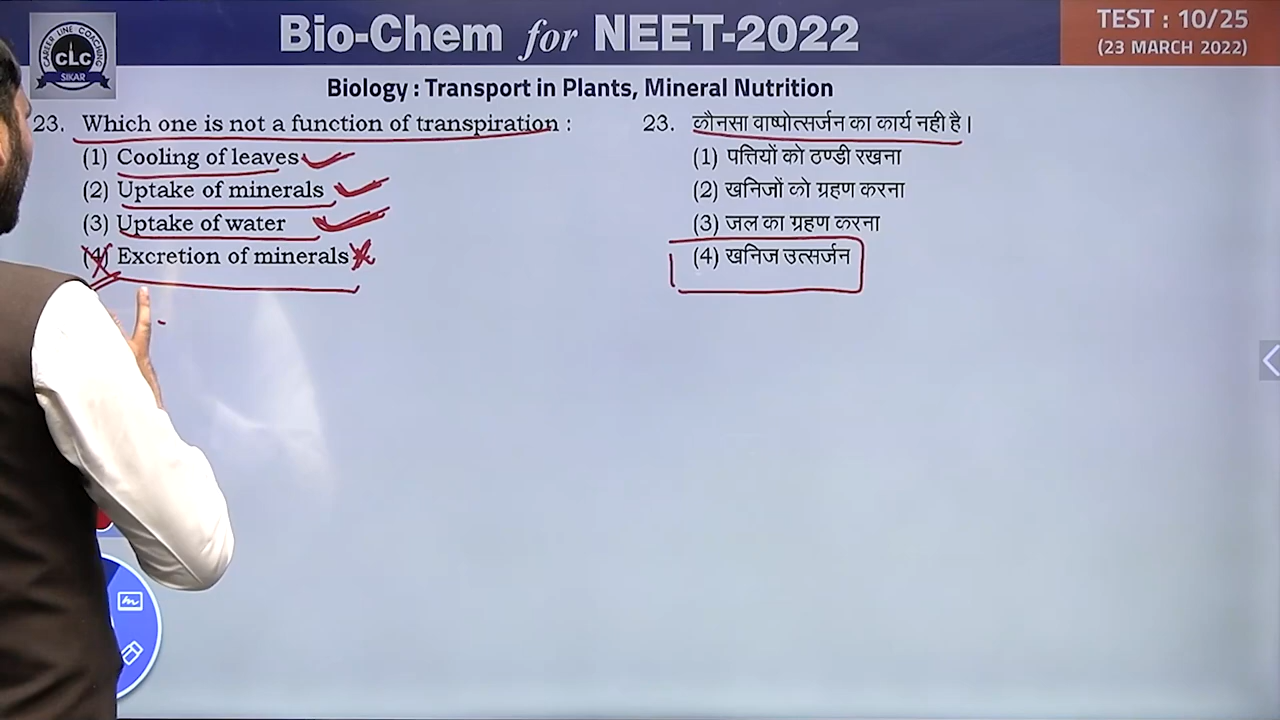 Bio-Chem for NEET-2022
TEST : 10/25
(23 MARCH 2022)
CAREER LINE COACHING
CLC
SIKAR
Biology : Transport in Plants, Mineral Nutrition
23. Which one is not a function of transpiration :
(1) Cooling of leaves
(2) Uptake of minerals
(3) Uptake of water
(4) Excretion of minerals
23. कौनसा वाष्पोत्सर्जन का कार्य नही है।
(1) पत्तियों को ठण्डी रखना
(2) खनिजों को ग्रहण करना
(3) जल का ग्रहण करना
(4) खनिज उत्सर्जन